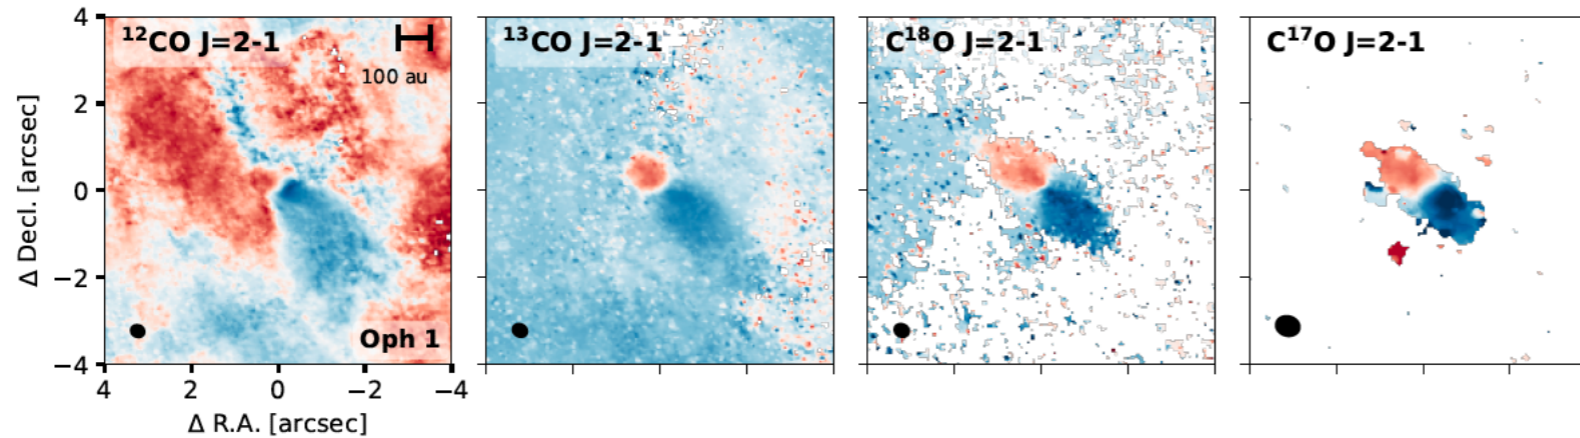 ¹²CO J=2-1
100 au
Oph 1
¹³CO J=2-1
C¹⁸O J=2-1
C¹⁷O J=2-1
Δ Decl. [arcsec]
4
2
0
−2
−4
4 2 0 −2 −4
Δ R.A. [arcsec]